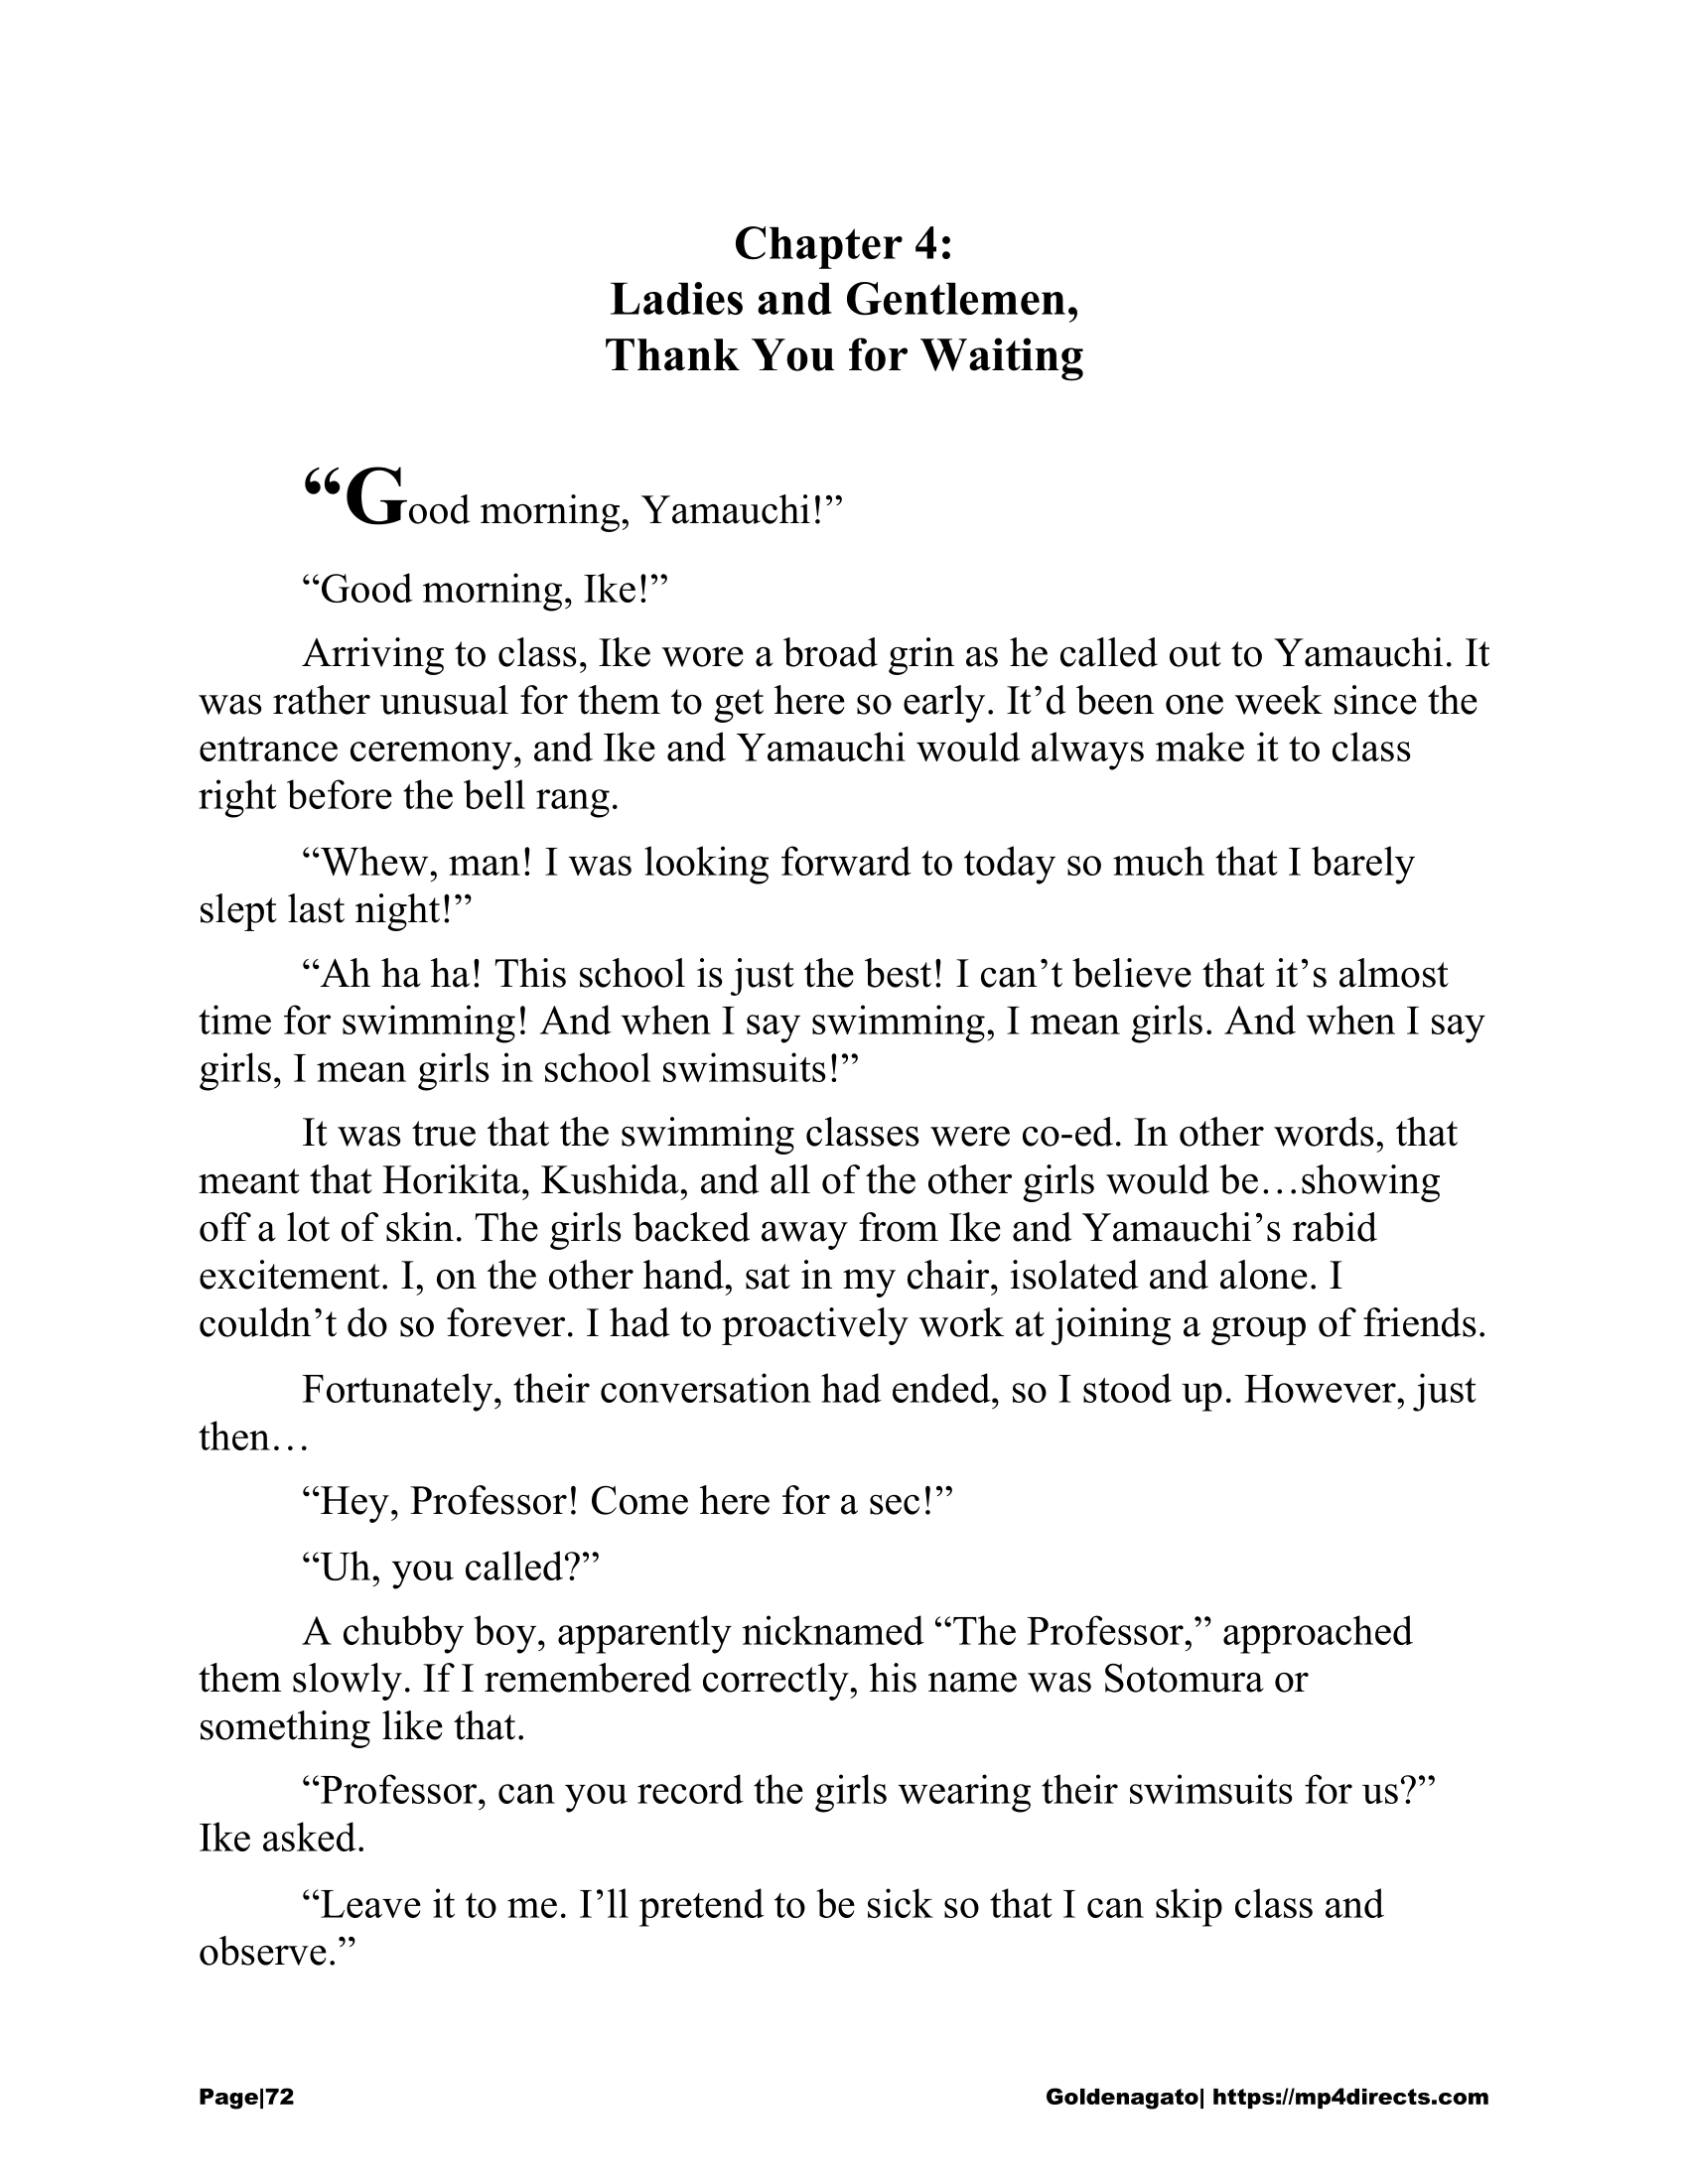 Chapter 4:
Ladies and Gentlemen,
Thank You for Waiting
“Good morning, Yamauchi!”
“Good morning, Ike!”
Arriving to class, Ike wore a broad grin as he called out to Yamauchi. It
was rather unusual for them to get here so early. It’d been one week since the
entrance ceremony, and Ike and Yamauchi would always make it to class
right before the bell rang.
“Whew, man! I was looking forward to today so much that I barely
slept last night!”
“Ah ha ha! This school is just the best! I can’t believe that it’s almost
time for swimming! And when I say swimming, I mean girls. And when I say
girls, I mean girls in school swimsuits!”
It was true that the swimming classes were co-ed. In other words, that
meant that Horikita, Kushida, and all of the other girls would be…showing
off a lot of skin. The girls backed away from Ike and Yamauchi’s rabid
excitement. I, on the other hand, sat in my chair, isolated and alone. I
couldn’t do so forever. I had to proactively work at joining a group of friends.
Fortunately, their conversation had ended, so I stood up. However, just
then…
“Hey, Professor! Come here for a sec!”
“Uh, you called?”
A chubby boy, apparently nicknamed “The Professor,” approached
them slowly. If I remembered correctly, his name was Sotomura or
something like that.
“Professor, can you record the girls wearing their swimsuits for us?”
Ike asked.
“Leave it to me. I’ll pretend to be sick so that I can skip class and
observe.”
Page|72 Goldenagato| https://mp4directs.com